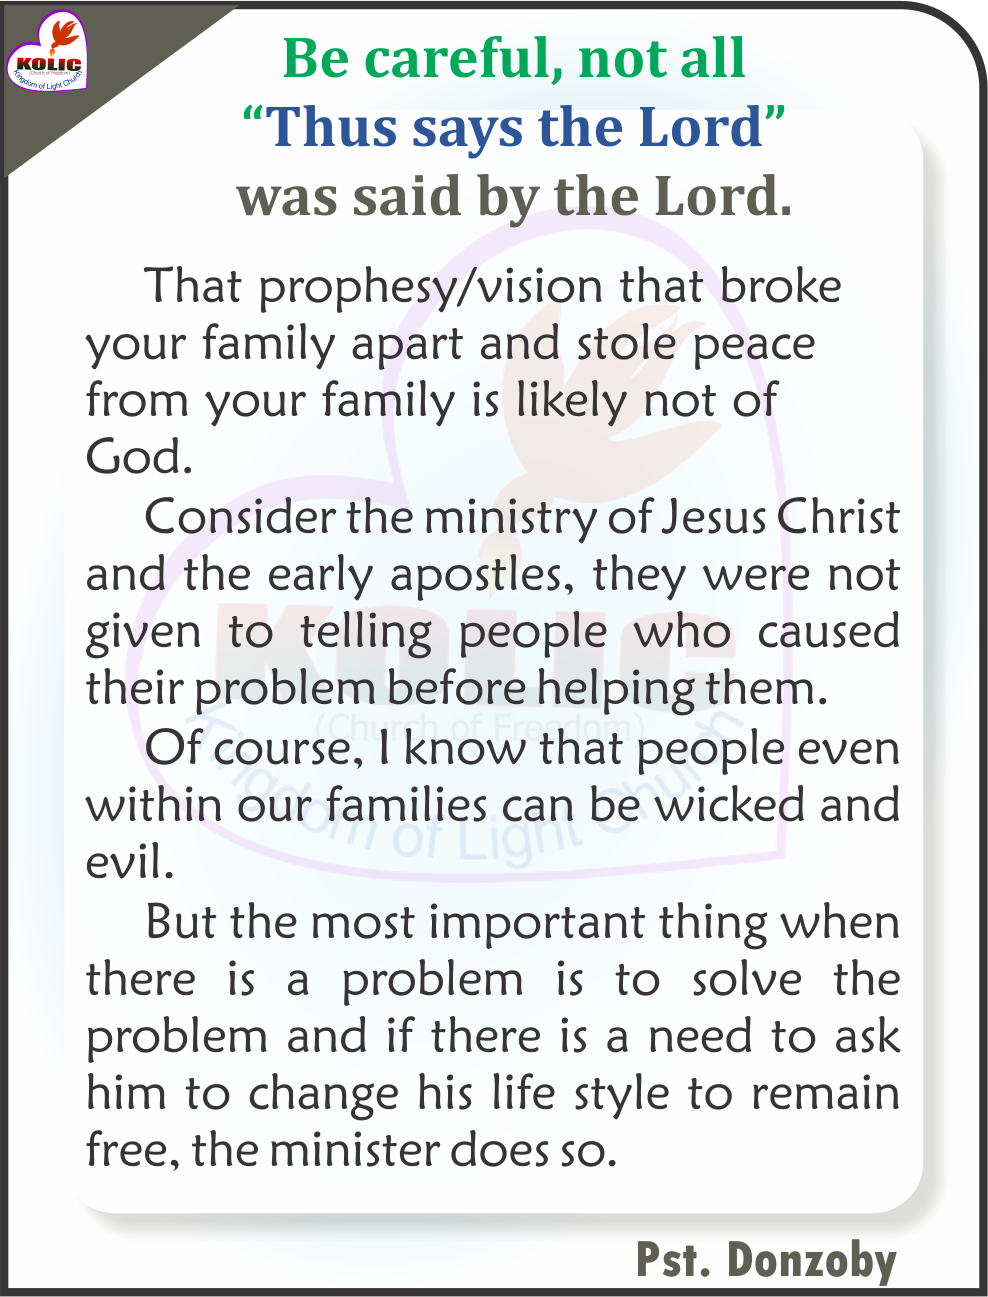 KOLIC
(Church of Freedom)
Kingdom of Light Church
Be careful, not all
“Thus says the Lord”
was said by the Lord.
That prophesy/vision that broke
your family apart and stole peace
from your family is likely not of
God.
Consider the ministry of Jesus Christ
and the early apostles, they were not
given to telling people who caused
their problem before helping them.
Of course, I know that people even
within our families can be wicked and
evil.
But the most important thing when
there is a problem is to solve the
problem and if there is a need to ask
him to change his life style to remain
free, the minister does so.
KOLIC
(Church of Freedom)
Kingdom of Light Church
Pst. Donzoby